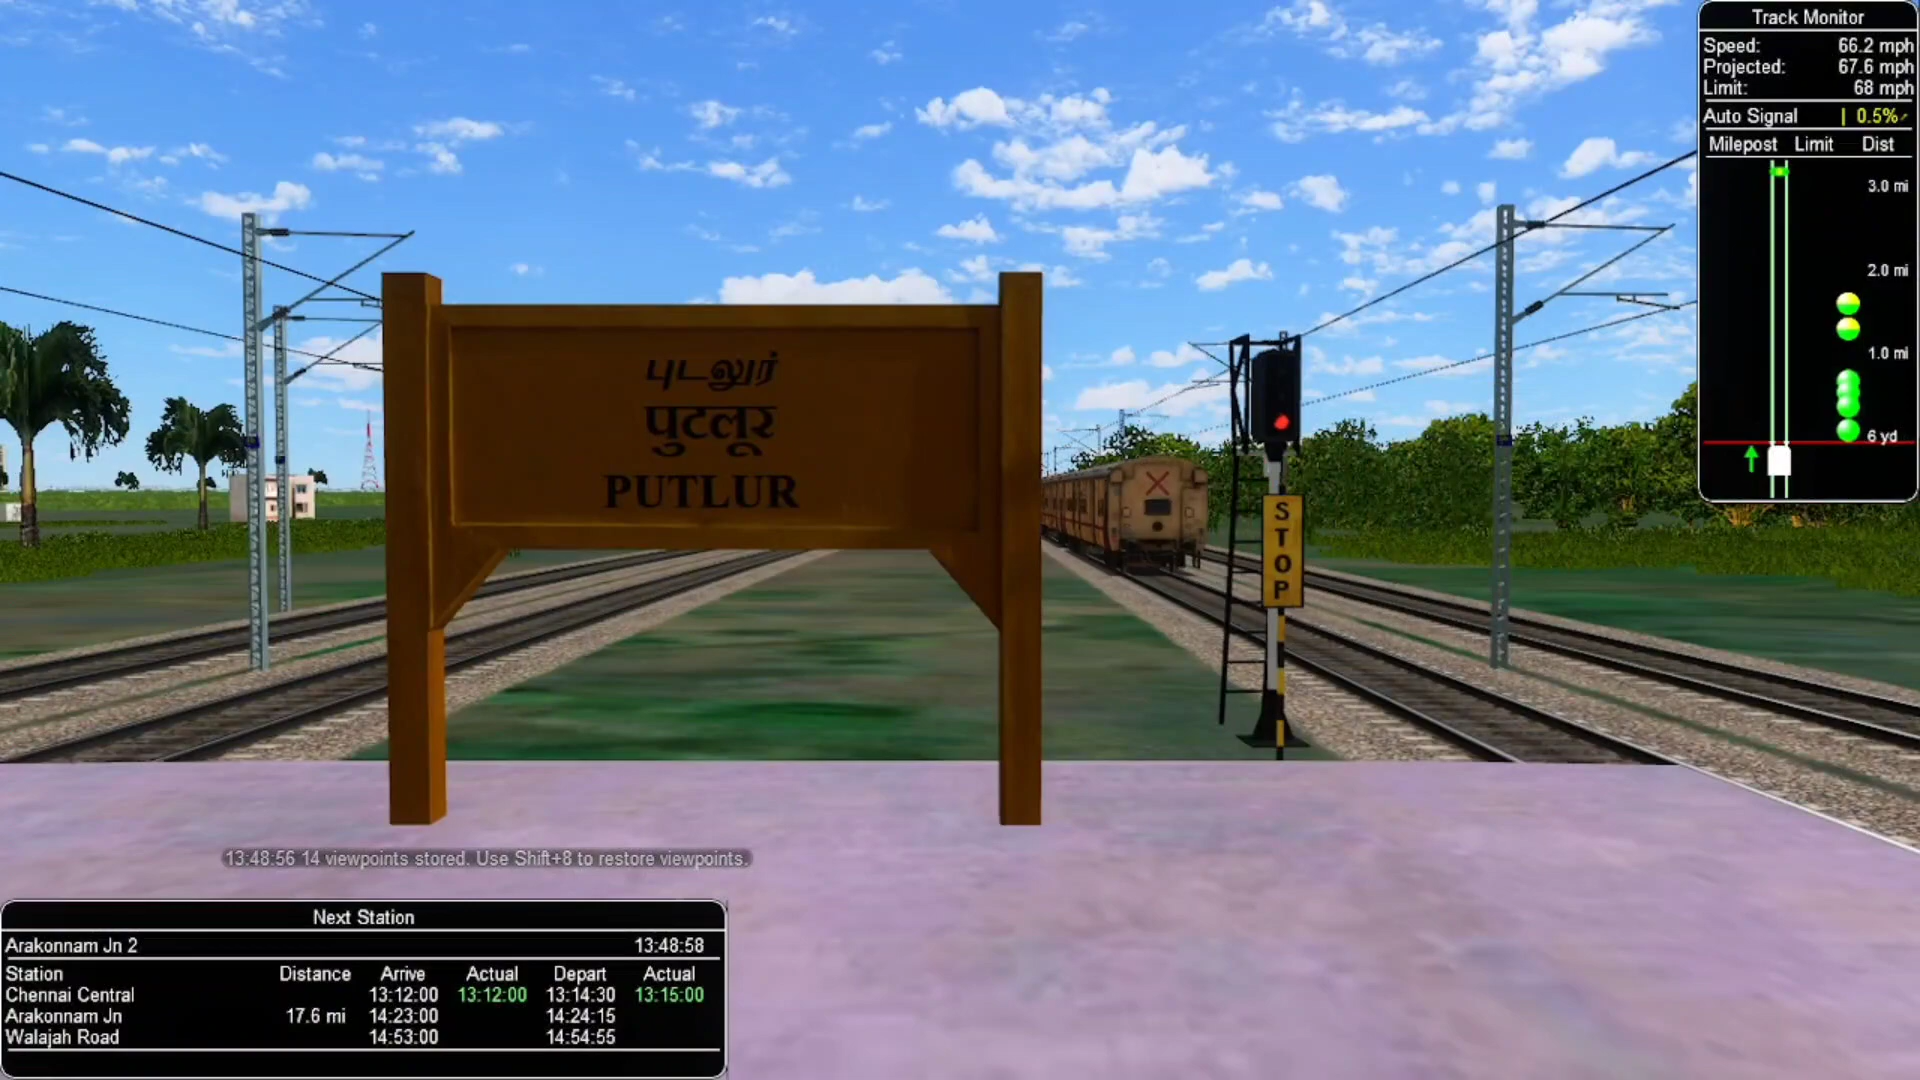 Track Monitor
Speed: 66.2 mph
Projected: 67.6 mph
Limit: 68 mph
Auto Signal | 0.5%
Milepost Limit Dist
3.0 mi
2.0 mi
1.0 mi
6 yd
புட்லூர்
पुटलूर
PUTLUR
STOP
13:48:56 14 viewpoints stored. Use Shift+8 to restore viewpoints.
Next Station
Arakonnam Jn 2 13:48:58
Station Distance Arrive Actual Depart Actual
Chennai Central 13:12:00 13:12:00 13:14:30 13:15:00
Arakonnam Jn 17.6 mi 14:23:00 14:24:15
Walajah Road 14:53:00 14:54:55